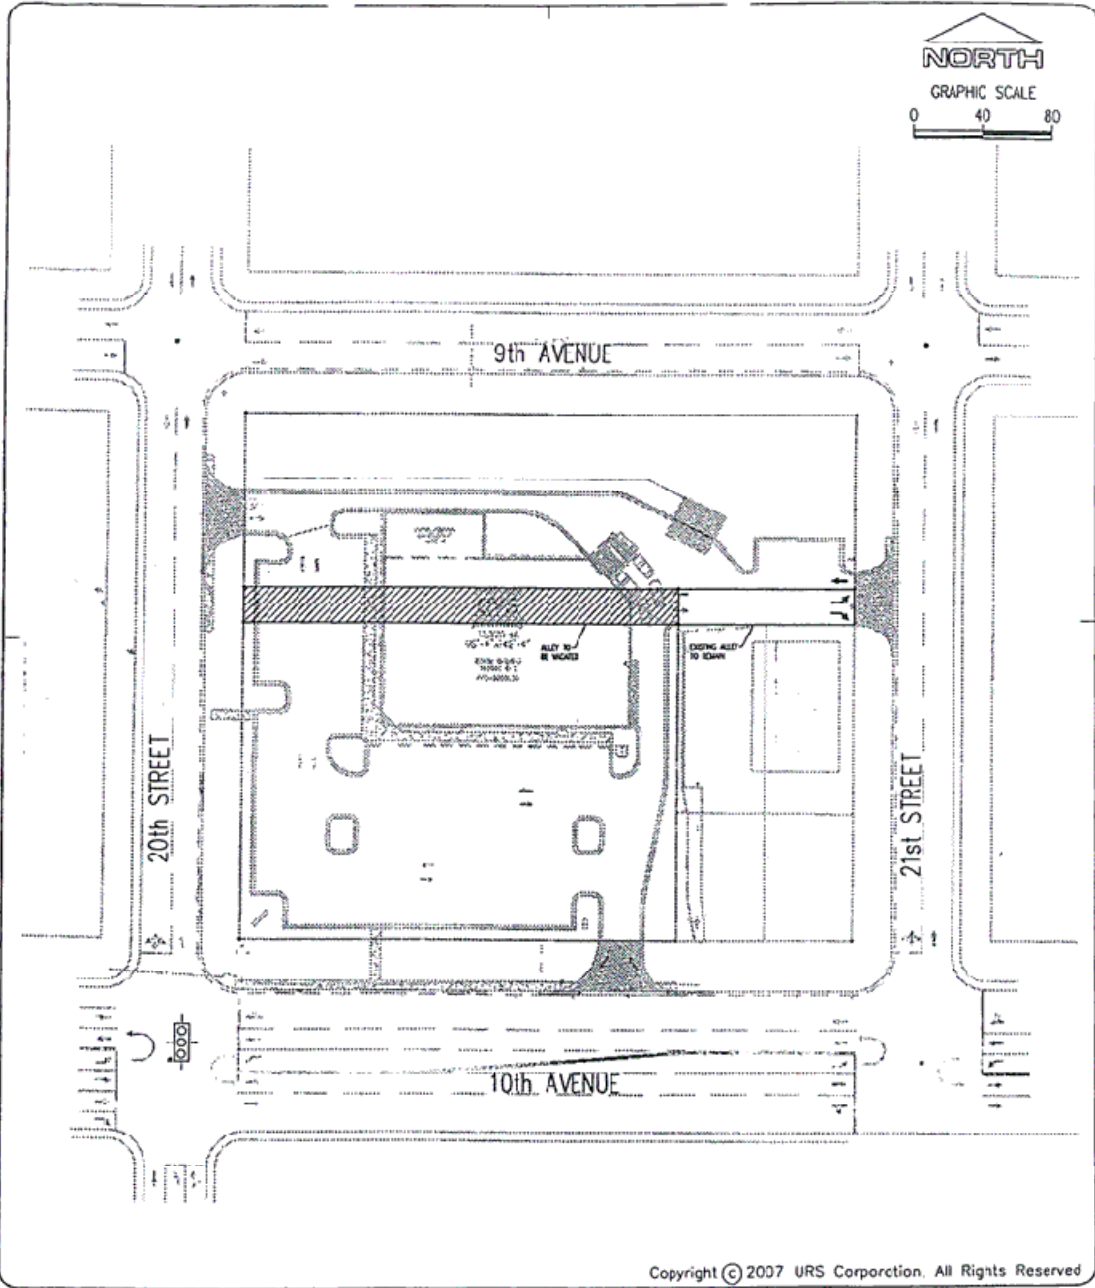 NORTH
GRAPHIC SCALE
0 40 80
9th AVENUE
ALLEY TO
BE VACATED
EXISTING ALLEY
TO REMAIN
20th STREET
21st STREET
10th AVENUE
Copyright © 2007 URS Corporction, All Rights Reserved